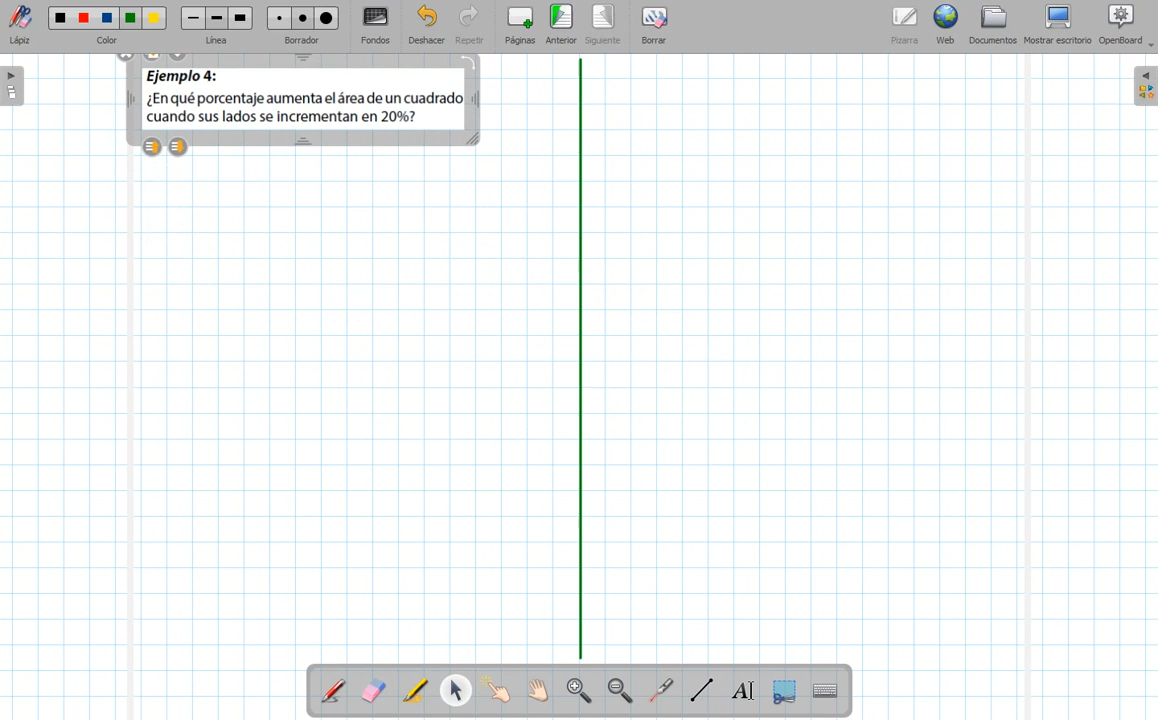 Lápiz
Color
Línea
Borrador
Fondos
Deshacer
Repetir
Páginas
Anterior
Siguiente
Borrar
Pizarra
Web
Documentos
Mostrar escritorio
OpenBoard
Ejemplo 4:
¿En qué porcentaje aumenta el área de un cuadrado
cuando sus lados se incrementan en 20%?